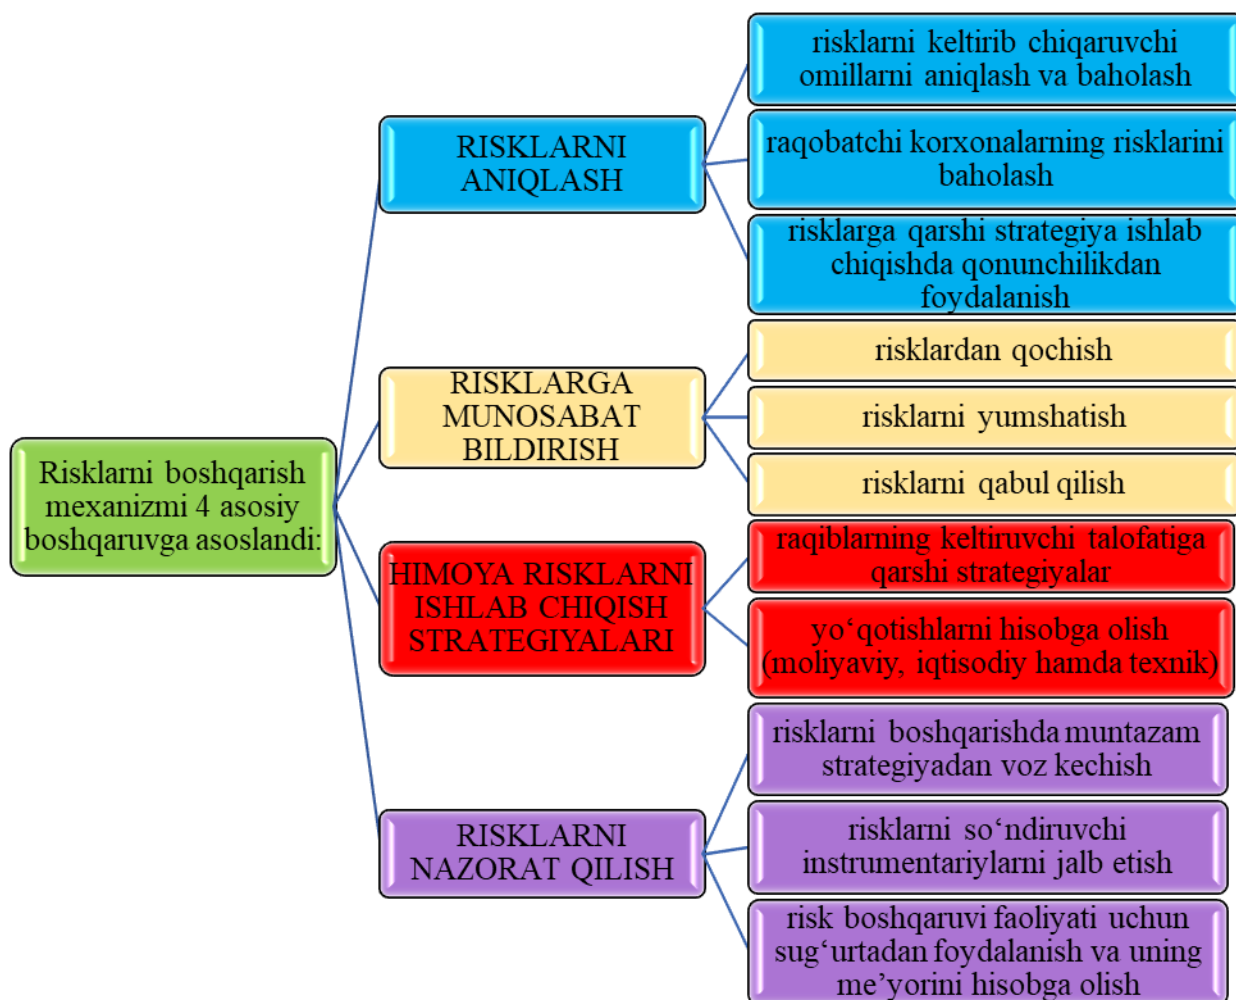 Risklarni boshqarish
mexanizmi 4 asosiy
boshqaruvga asoslandi:
RISKLARNI
ANIQLASH
risklarni keltirib chiqaruvchi
omillarni aniqlash va baholash
raqobatchi korxonalarning risklarini
baholash
risklarga qarshi strategiya ishlab
chiqishda qonunchilikdan
foydalanish
RISKLARGA
MUNOSABAT
BILDIRISH
risklardan qochish
risklarni yumshatish
risklarni qabul qilish
HIMOYA RISKLARNI
ISHLAB CHIQISH
STRATEGIYALARI
raqiblarning keltiruvchi talofatiga
qarshi strategiyalar
yo‘qotishlarni hisobga olish
(moliyaviy, iqtisodiy hamda texnik)
RISKLARNI
NAZORAT QILISH
risklarni boshqarishda muntazam
strategiyadan voz kechish
risklarni so‘ndiruvchi
instrumentariylarni jalb etish
risk boshqaruvi faoliyati uchun
sug‘urtadan foydalanish va uning
me’yorini hisobga olish